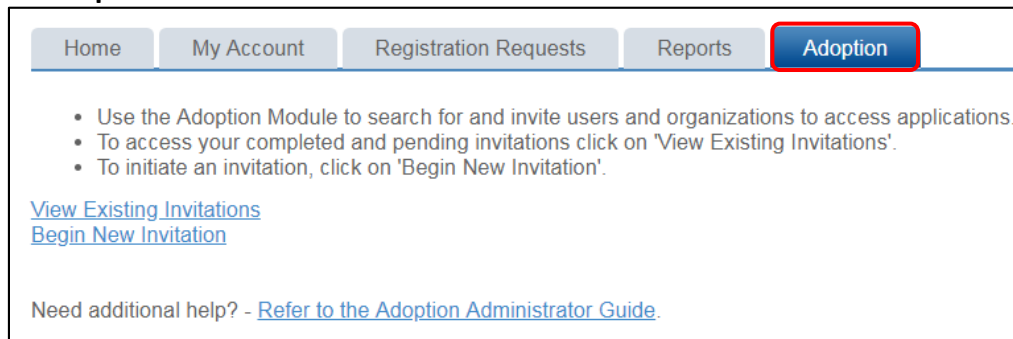 Home My Account Registration Requests Reports Adoption
• Use the Adoption Module to search for and invite users and organizations to access applications.
• To access your completed and pending invitations click on 'View Existing Invitations'.
• To initiate an invitation, click on 'Begin New Invitation'.
View Existing Invitations
Begin New Invitation
Need additional help? - Refer to the Adoption Administrator Guide.